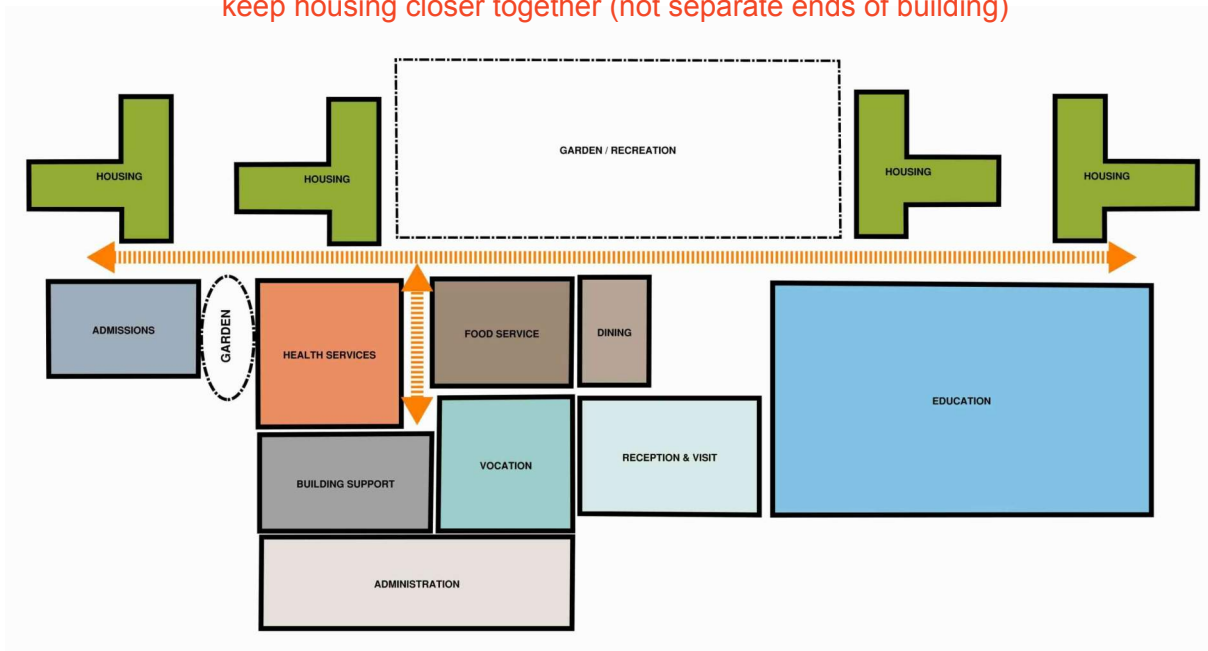 keep housing closer together (not separate ends of building)
GARDEN / RECREATION
HOUSING
HOUSING
HOUSING
HOUSING
ADMISSIONS
GARDEN
HEALTH SERVICES
FOOD SERVICE
DINING
EDUCATION
BUILDING SUPPORT
VOCATION
RECEPTION & VISIT
ADMINISTRATION